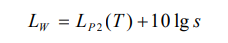 L_W = L_{P2}(T) + 10 lg s